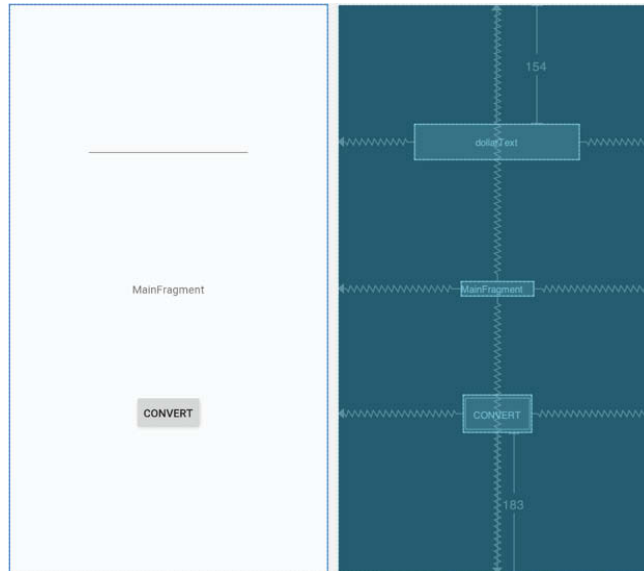 154
dollarText
MainFragment
MainFragment
CONVERT
CONVERT
183